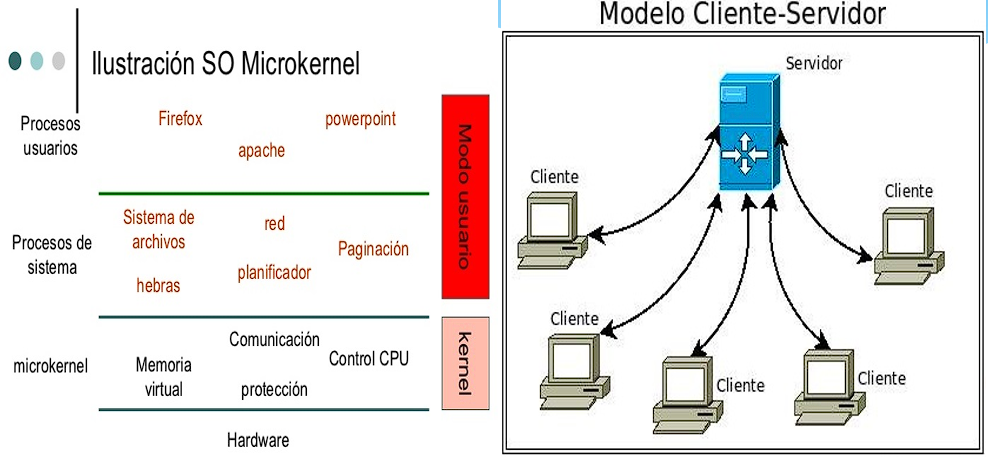 Ilustración SO Microkernel
Procesos
usuarios
Firefox
powerpoint
apache
Modo usuario
Procesos de
sistema
Sistema de
archivos
red
Paginación
planificador
hebras
microkernel
Comunicación
Memoria
virtual
Control CPU
protección
kernel
Hardware
Modelo Cliente-Servidor
Servidor
Cliente
Cliente
Cliente
Cliente
Cliente